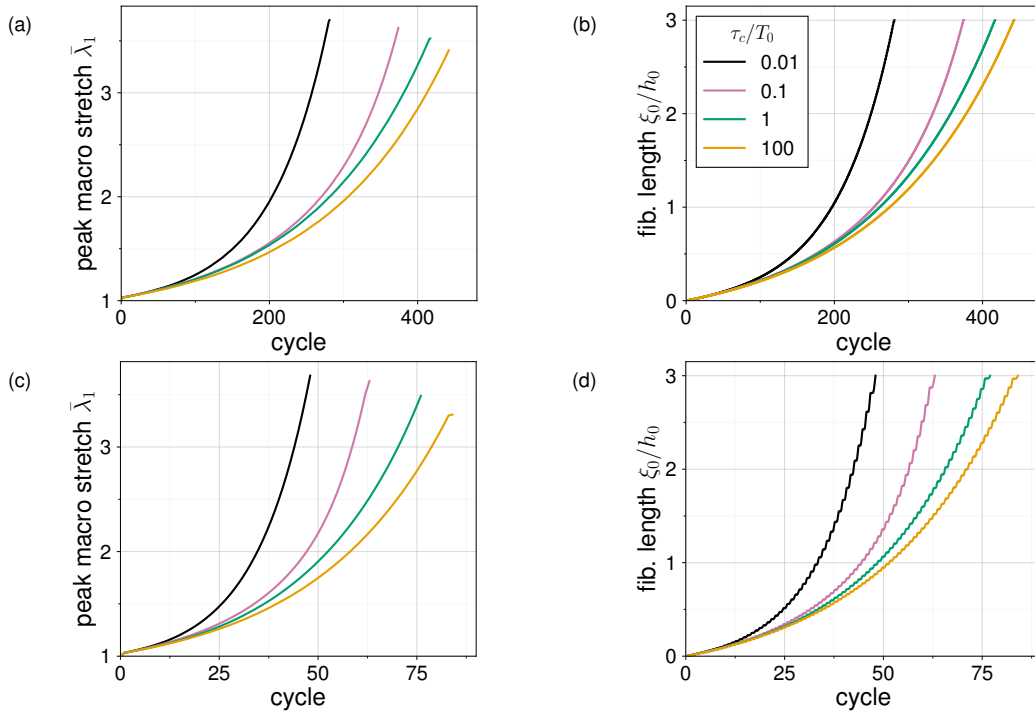 (a)
peak macro stretch λ̄₁
3
2
1
0
200
400
cycle
(b)
fib. length ξ₀/h₀
3
2
1
0
0
200
400
cycle
τ_c/T₀
0.01
0.1
1
100
(c)
peak macro stretch λ̄₁
3
2
1
0
25
50
75
cycle
(d)
fib. length ξ₀/h₀
3
2
1
0
0
25
50
75
cycle